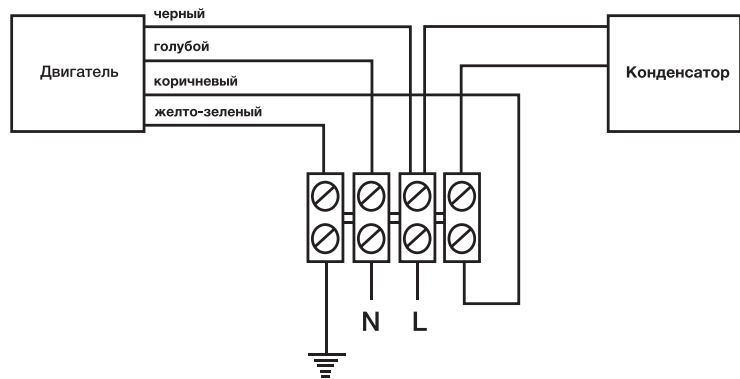 черный
голубой
Двигатель
Конденсатор
коричневый
желто-зеленый
N L